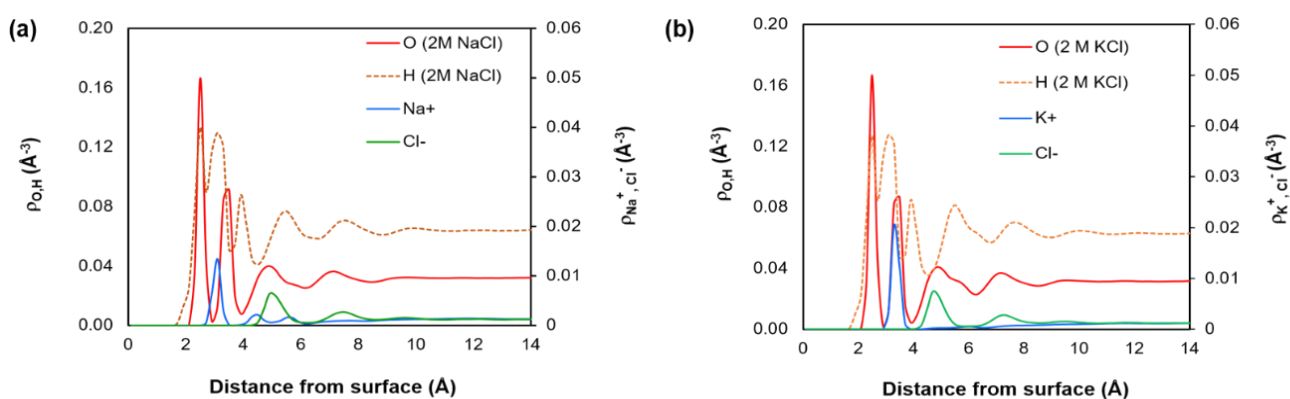 (a)
0.20
0.16
0.12
0.08
0.04
0.00
ρO,H (Å-3)
O (2M NaCl)
H (2M NaCl)
Na+
Cl-
0.06
0.05
0.04
0.03
0.02
0.01
0
ρNa+, Cl- (Å-3)
0 2 4 6 8 10 12 14
Distance from surface (Å)
(b)
0.20
0.16
0.12
0.08
0.04
0.00
ρO,H (Å-3)
O (2 M KCl)
H (2 M KCl)
K+
Cl-
0.06
0.05
0.04
0.03
0.02
0.01
0
ρK+, Cl- (Å-3)
0 2 4 6 8 10 12 14
Distance from surface (Å)